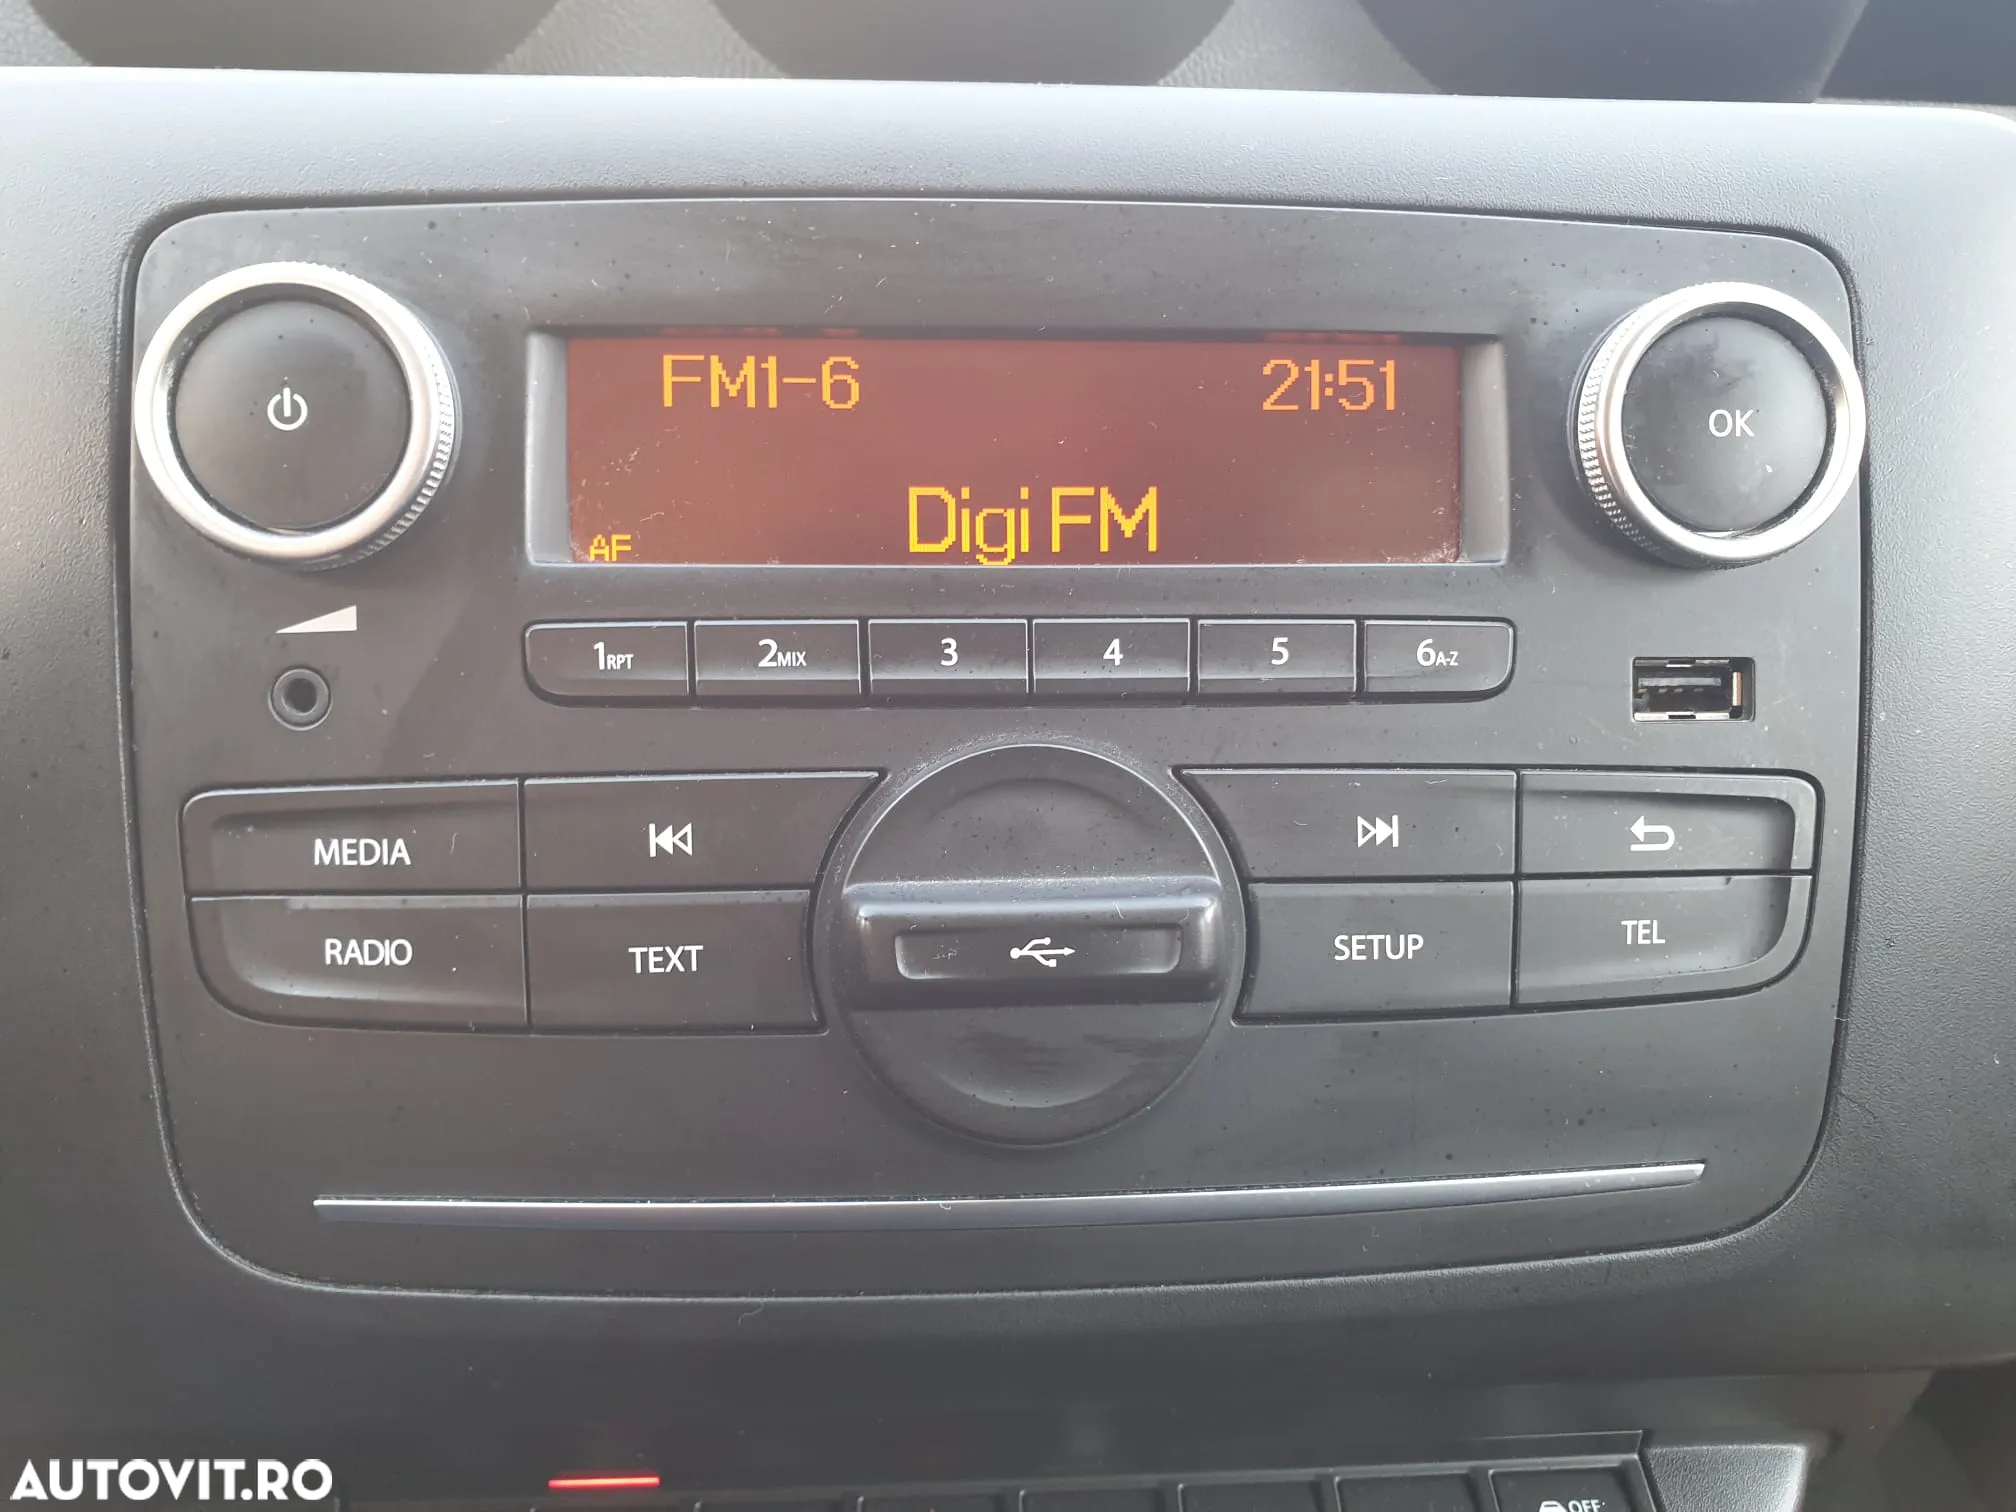 FM1-6 21:51
AF Digi FM
OK
1RPT 2MIX 3 4 5 6A-Z
MEDIA
RADIO TEXT SETUP TEL
OFF
AUTOVIT.RO